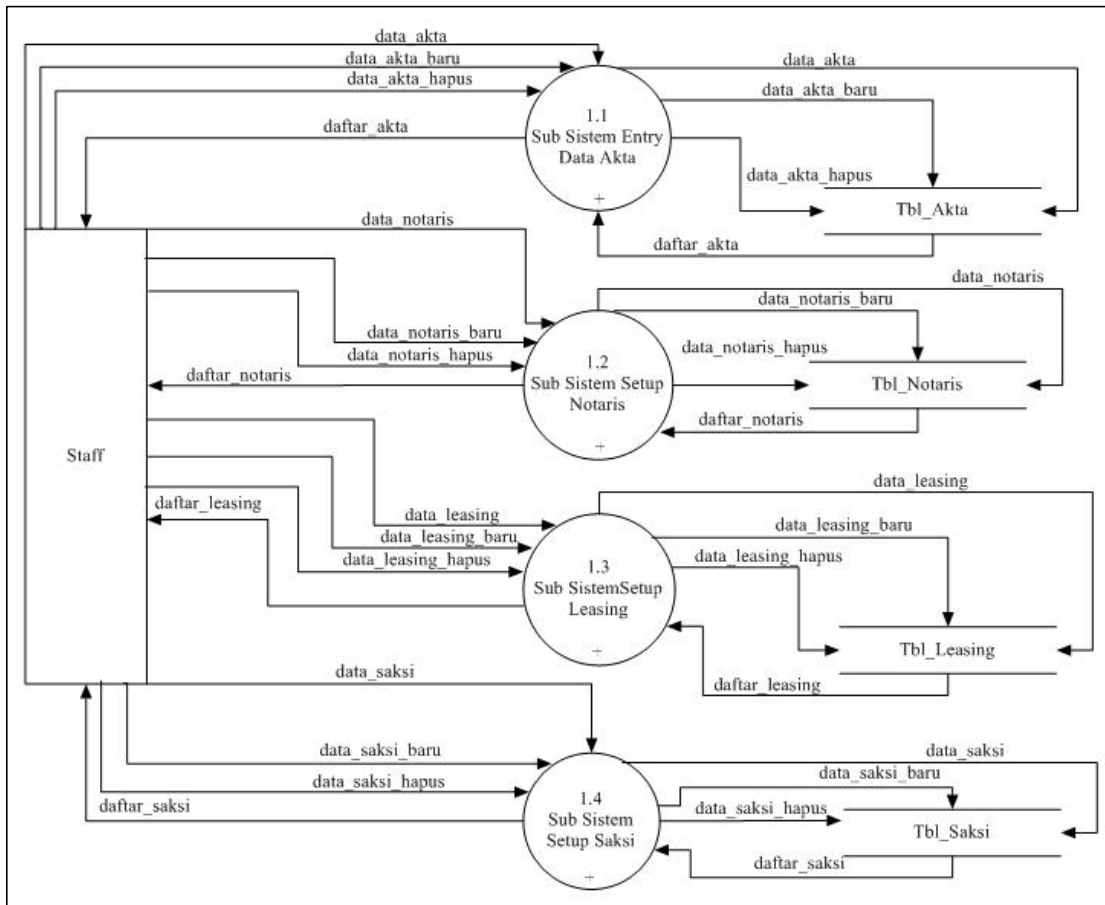 data_akta
data_akta_baru
data_akta_hapus
daftar_akta
1.1
Sub Sistem Entry
Data Akta
+
data_akta
data_akta_baru
data_akta_hapus
Tbl_Akta
daftar_akta
data_notaris
data_notaris_baru
data_notaris_hapus
daftar_notaris
1.2
Sub Sistem Setup
Notaris
+
data_notaris
data_notaris_baru
data_notaris_hapus
Tbl_Notaris
daftar_notaris
Staff
daftar_leasing
data_leasing
data_leasing_baru
data_leasing_hapus
1.3
Sub SistemSetup
Leasing
+
data_leasing
data_leasing_baru
data_leasing_hapus
Tbl_Leasing
daftar_leasing
data_saksi
data_saksi_baru
data_saksi_hapus
daftar_saksi
1.4
Sub Sistem
Setup Saksi
+
data_saksi
data_saksi_baru
data_saksi_hapus
Tbl_Saksi
daftar_saksi